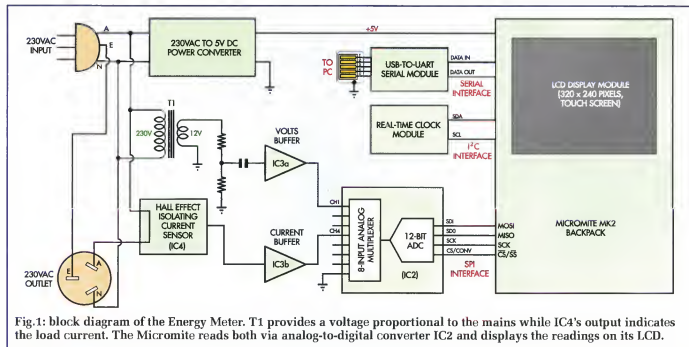 230VAC
INPUT
A
E
N
230VAC TO 5V DC
POWER CONVERTER
+5V
TO
PC
USB-TO-UART
SERIAL MODULE
DATA IN
DATA OUT
SERIAL
INTERFACE
LCD DISPLAY MODULE
(320 x 240 PIXELS,
TOUCH SCREEN)
T1
230V
12V
VOLTS
BUFFER
IC3a
REAL-TIME CLOCK
MODULE
SDA
SCL
I²C
INTERFACE
HALL EFFECT
ISOLATING
CURRENT
SENSOR
(IC4)
CURRENT
BUFFER
IC3b
CH1
CH4
8-INPUT ANALOG
MULTIPLEXER
12-BIT
ADC
(IC2)
SDI
SDO
SCK
CS/CONV
SPI
INTERFACE
MOSI
MISO
SCK
CS/SS
MICROMITE MK2
BACKPACK
230VAC
OUTLET
E
A
N
Fig.1: block diagram of the Energy Meter. T1 provides a voltage proportional to the mains while IC4's output indicates
the load current. The Micromite reads both via analog-to-digital converter IC2 and displays the readings on its LCD.